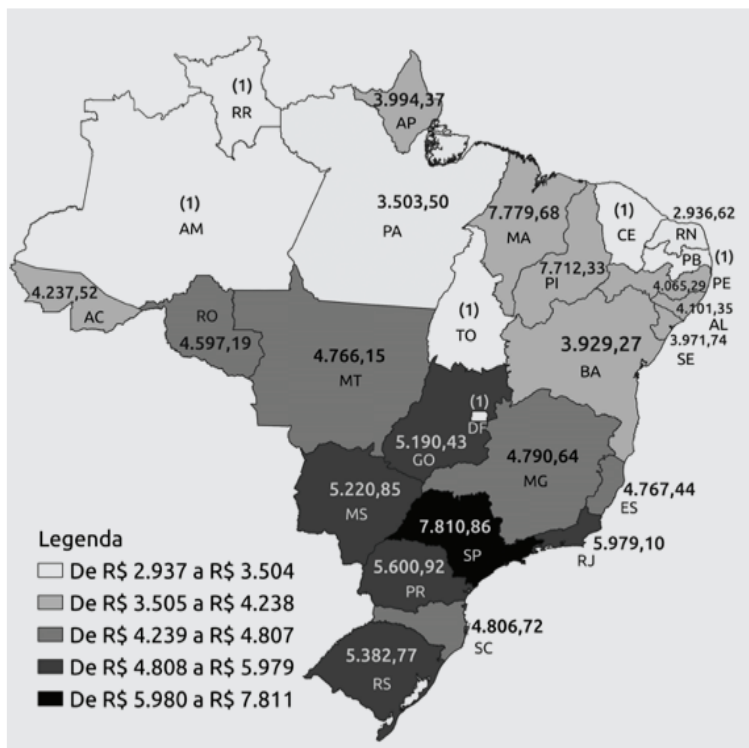 (1)
RR
3.994,37
AP
(1)
AM
3.503,50
PA
7.779,68
MA
(1)
CE
2.936,62
RN
PB
(1)
PE
7.712,33
PI
4.065,29
4.101,35
AL
3.971,74
SE
4.237,52
AC
RO
4.597,19
(1)
TO
3.929,27
BA
4.766,15
MT
(1)
DF
5.190,43
GO
4.790,64
MG
4.767,44
ES
5.220,85
MS
7.810,86
SP
5.979,10
RJ
5.600,92
PR
4.806,72
SC
5.382,77
RS
Legenda
De R$ 2.937 a R$ 3.504
De R$ 3.505 a R$ 4.238
De R$ 4.239 a R$ 4.807
De R$ 4.808 a R$ 5.979
De R$ 5.980 a R$ 7.811